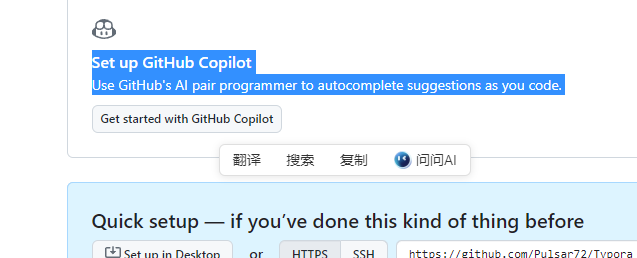 Set up GitHub Copilot
Use GitHub's AI pair programmer to autocomplete suggestions as you code.
Get started with GitHub Copilot
翻译 搜索 复制 问问AI
Quick setup — if you’ve done this kind of thing before
Set up in Desktop or HTTPS SSH https://github.com/Pulsar72/Typora